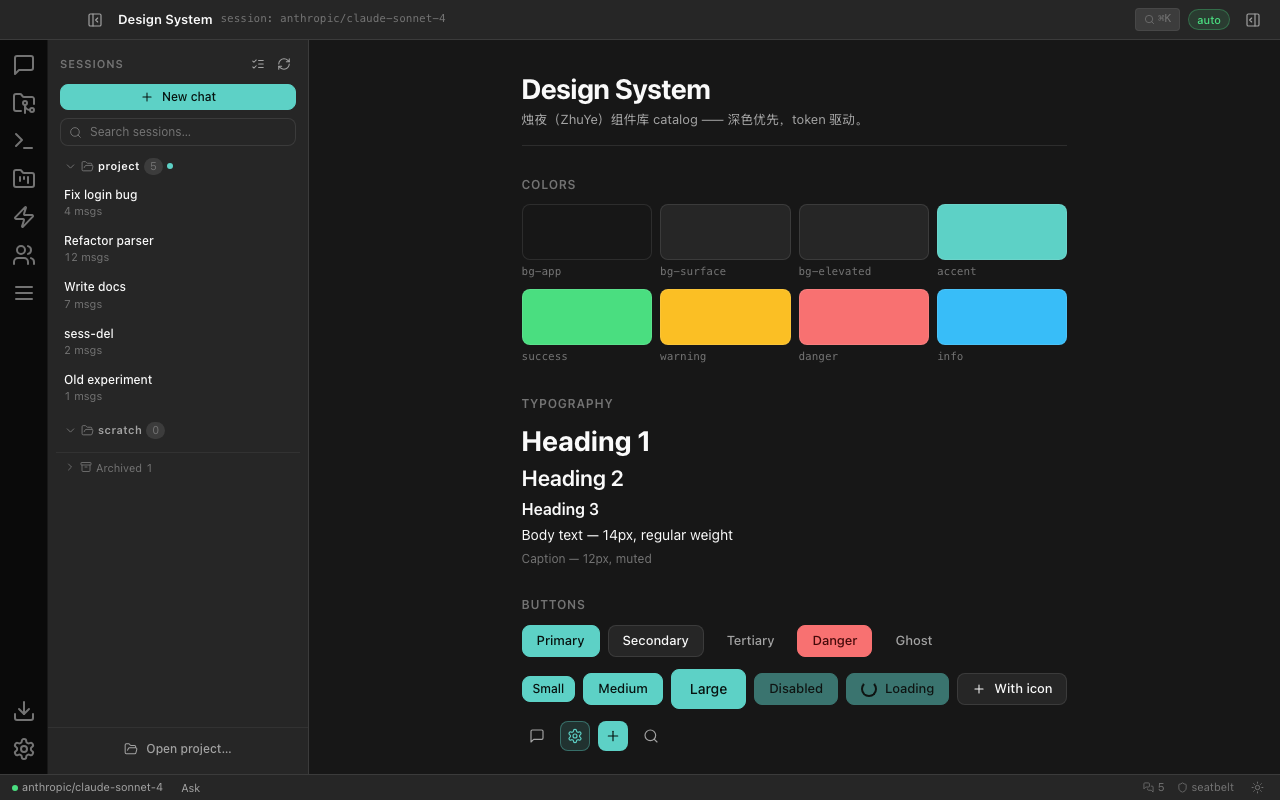 Design System session: anthropic/claude-sonnet-4
⌘K
auto
SESSIONS
New chat
Search sessions...
project 5
Fix login bug
4 msgs
Refactor parser
12 msgs
Write docs
7 msgs
sess-del
2 msgs
Old experiment
1 msgs
scratch 0
Archived 1
Open project...
Design System
烛夜（ZhuYe）组件库 catalog —— 深色优先，token 驱动。
COLORS
bg-app bg-surface bg-elevated accent
success warning danger info
TYPOGRAPHY
Heading 1
Heading 2
Heading 3
Body text — 14px, regular weight
Caption — 12px, muted
BUTTONS
Primary Secondary Tertiary Danger Ghost
Small Medium Large Disabled Loading With icon
anthropic/claude-sonnet-4 Ask
5 seatbelt